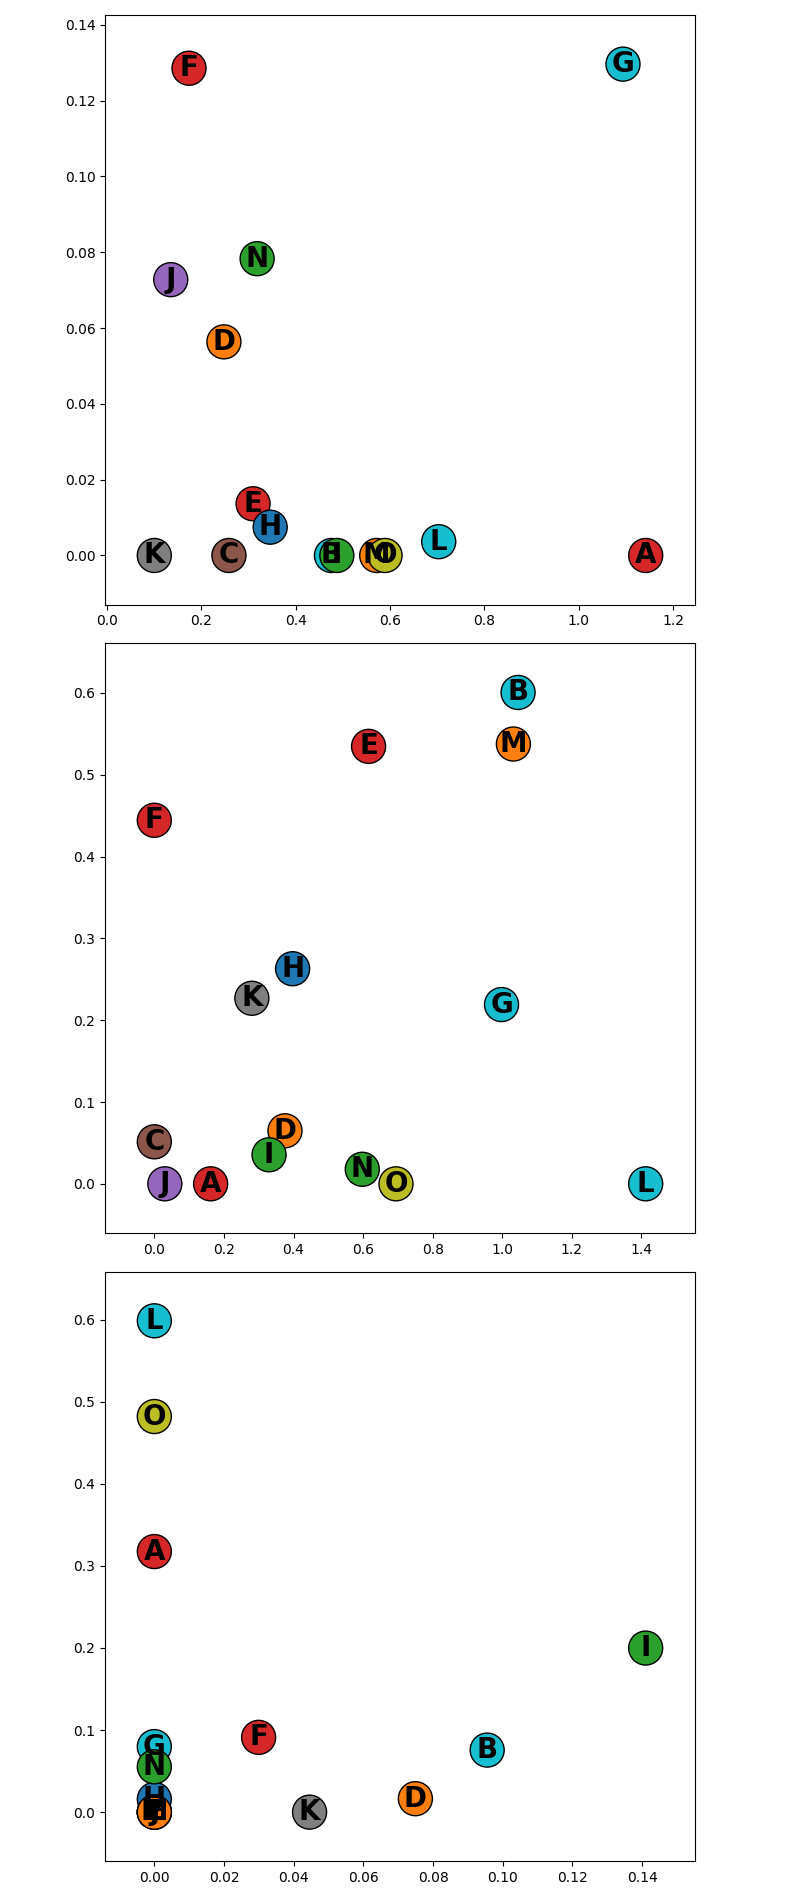 0.14
F
G
0.12
0.10
0.08
N
J
0.06
D
0.04
0.02
E
H
L
0.00
K C B I M O A
0.0 0.2 0.4 0.6 0.8 1.0 1.2
B
0.6
M
E
0.5
F
0.4
0.3
H
K
G
0.2
0.1
D
C
I
N
0.0
J A O L
0.0 0.2 0.4 0.6 0.8 1.0 1.2 1.4
0.6
L
0.5
O
0.4
A
0.3
0.2
I
F
0.1
G
B
N
H
D
0.0
K
0.00 0.02 0.04 0.06 0.08 0.10 0.12 0.14